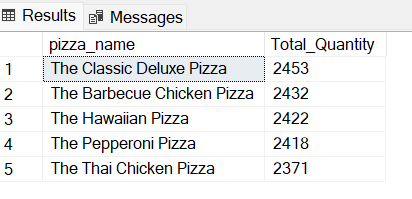 Results Messages
pizza_name Total_Quantity
1 The Classic Deluxe Pizza 2453
2 The Barbecue Chicken Pizza 2432
3 The Hawaiian Pizza 2422
4 The Pepperoni Pizza 2418
5 The Thai Chicken Pizza 2371